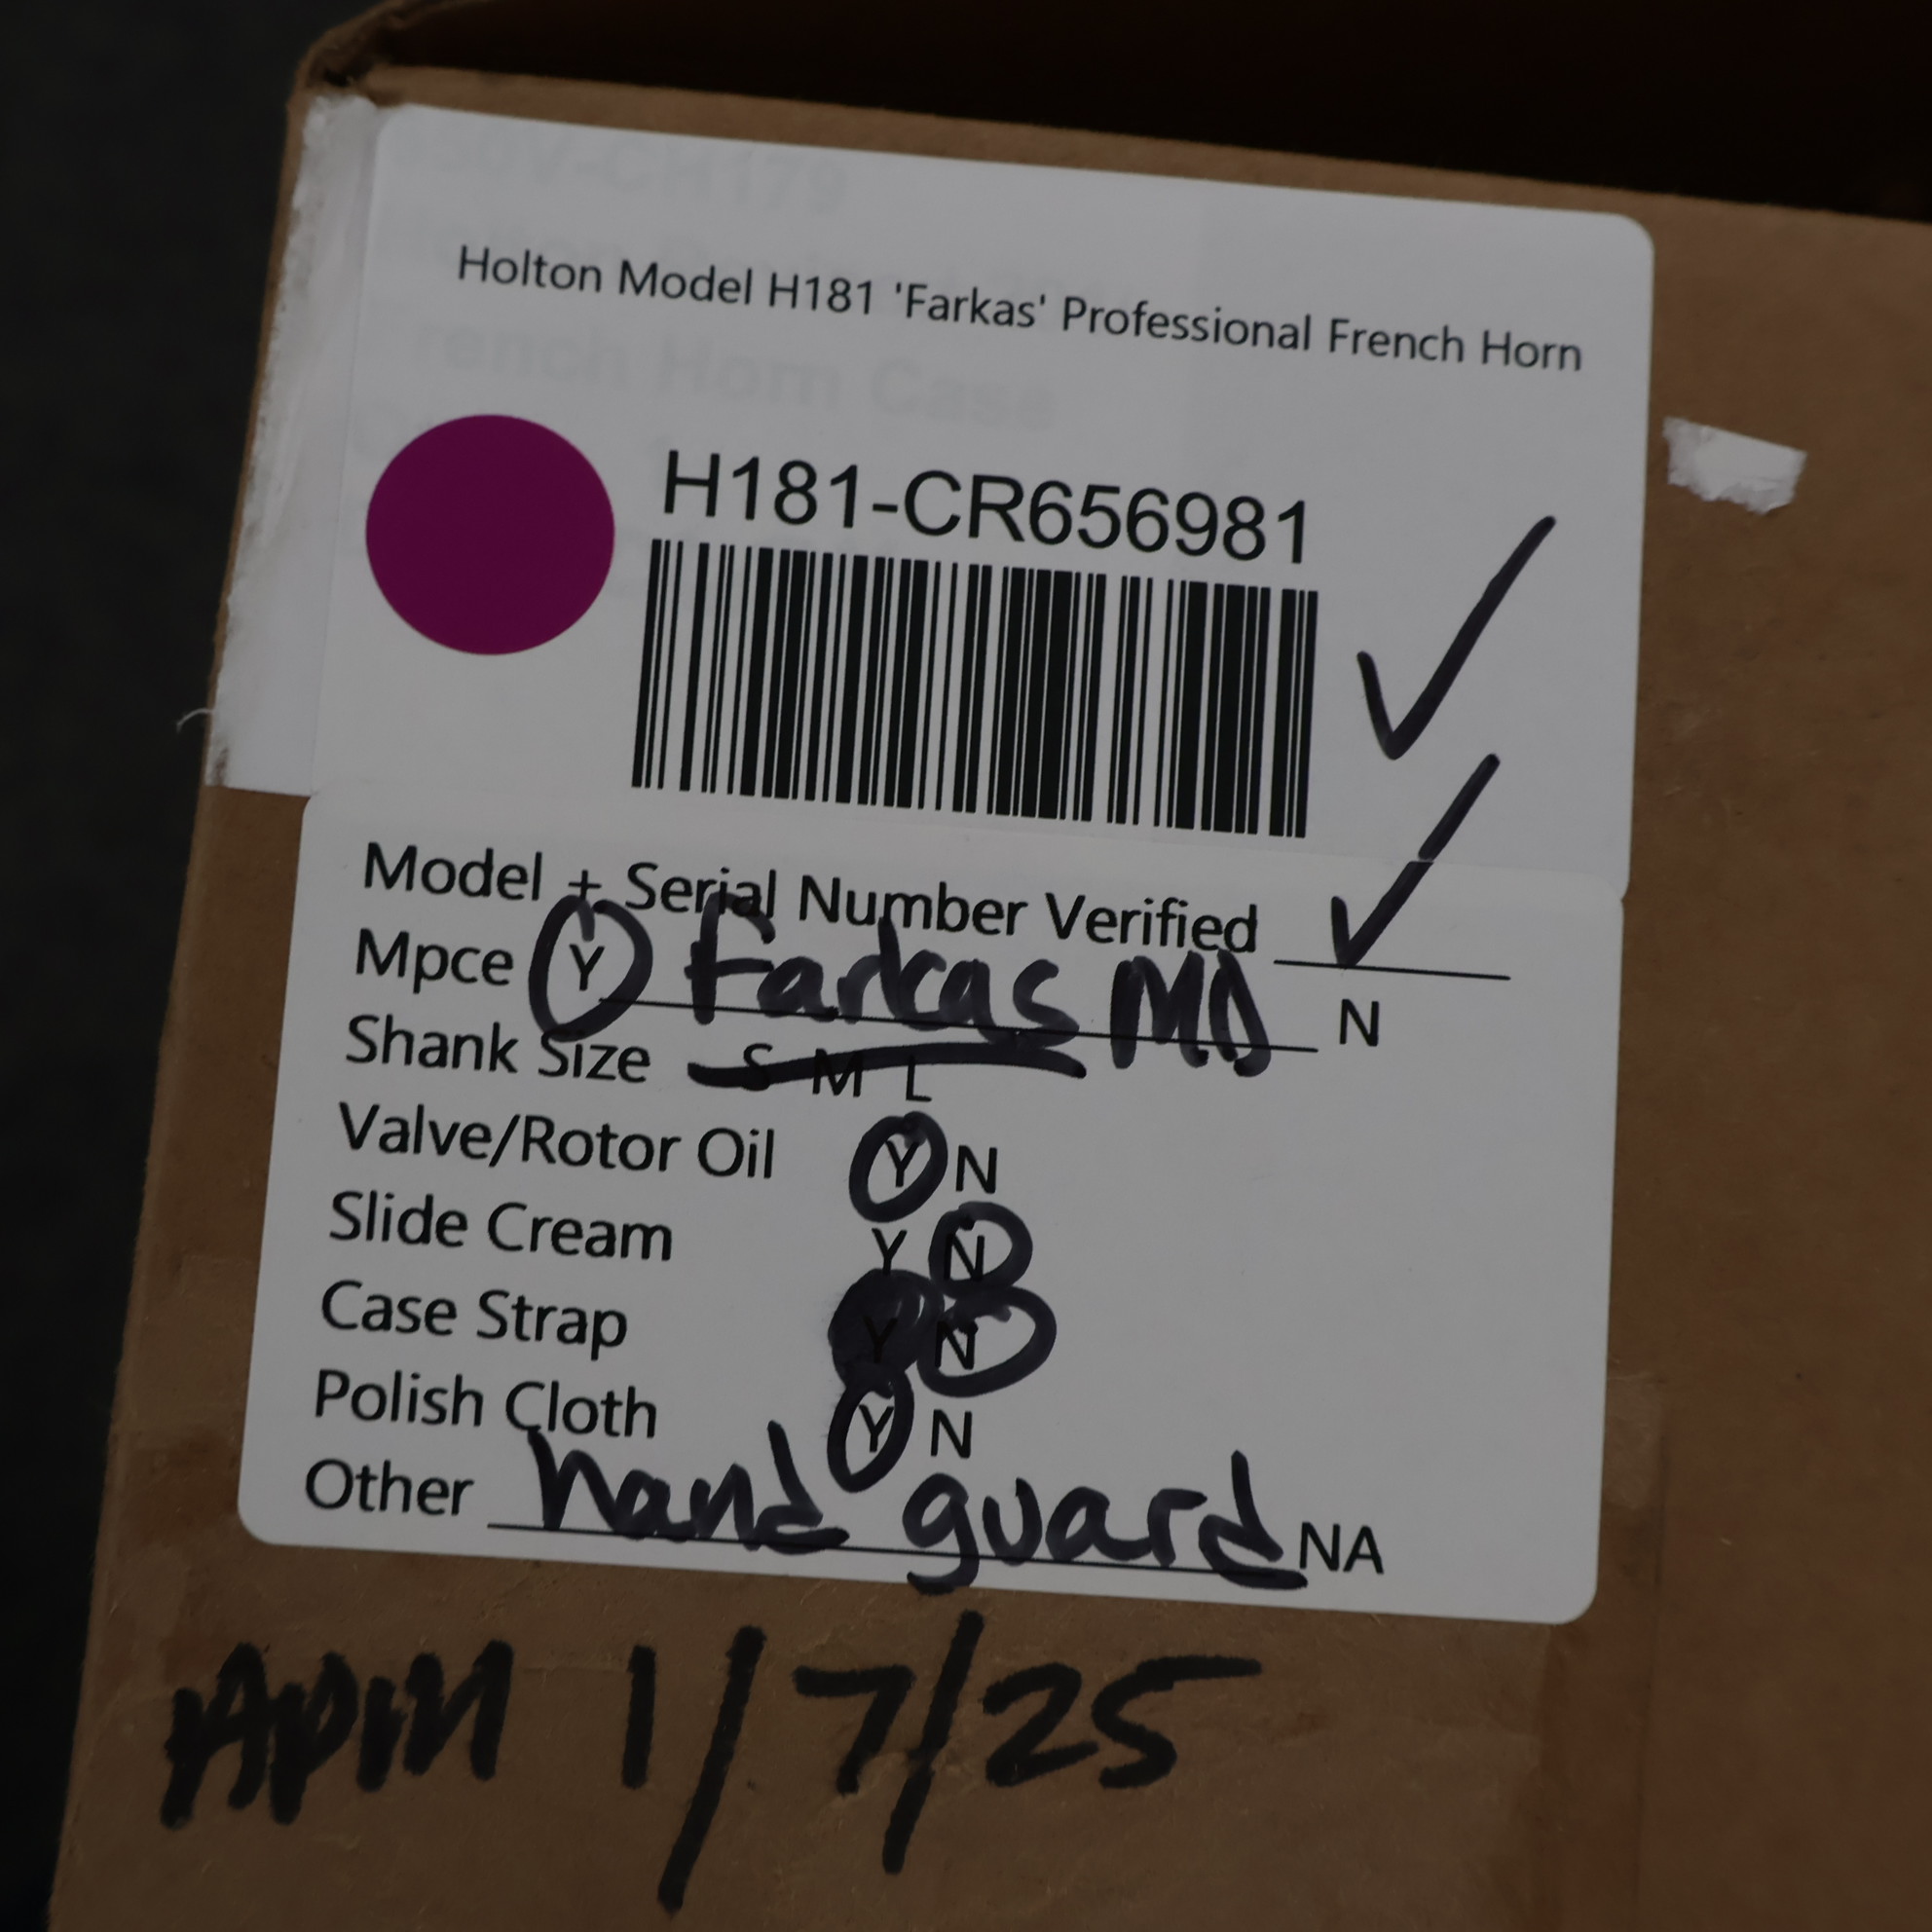 Holton Model H181 'Farkas' Professional French Horn
H181-CR656981
Model + Serial Number Verified ✓
Mpce Y Farkas MD N
Shank Size S M L
Valve/Rotor Oil Y N
Slide Cream Y N
Case Strap Y N
Polish Cloth Y N
Other hand guard NA
APM 1/7/25